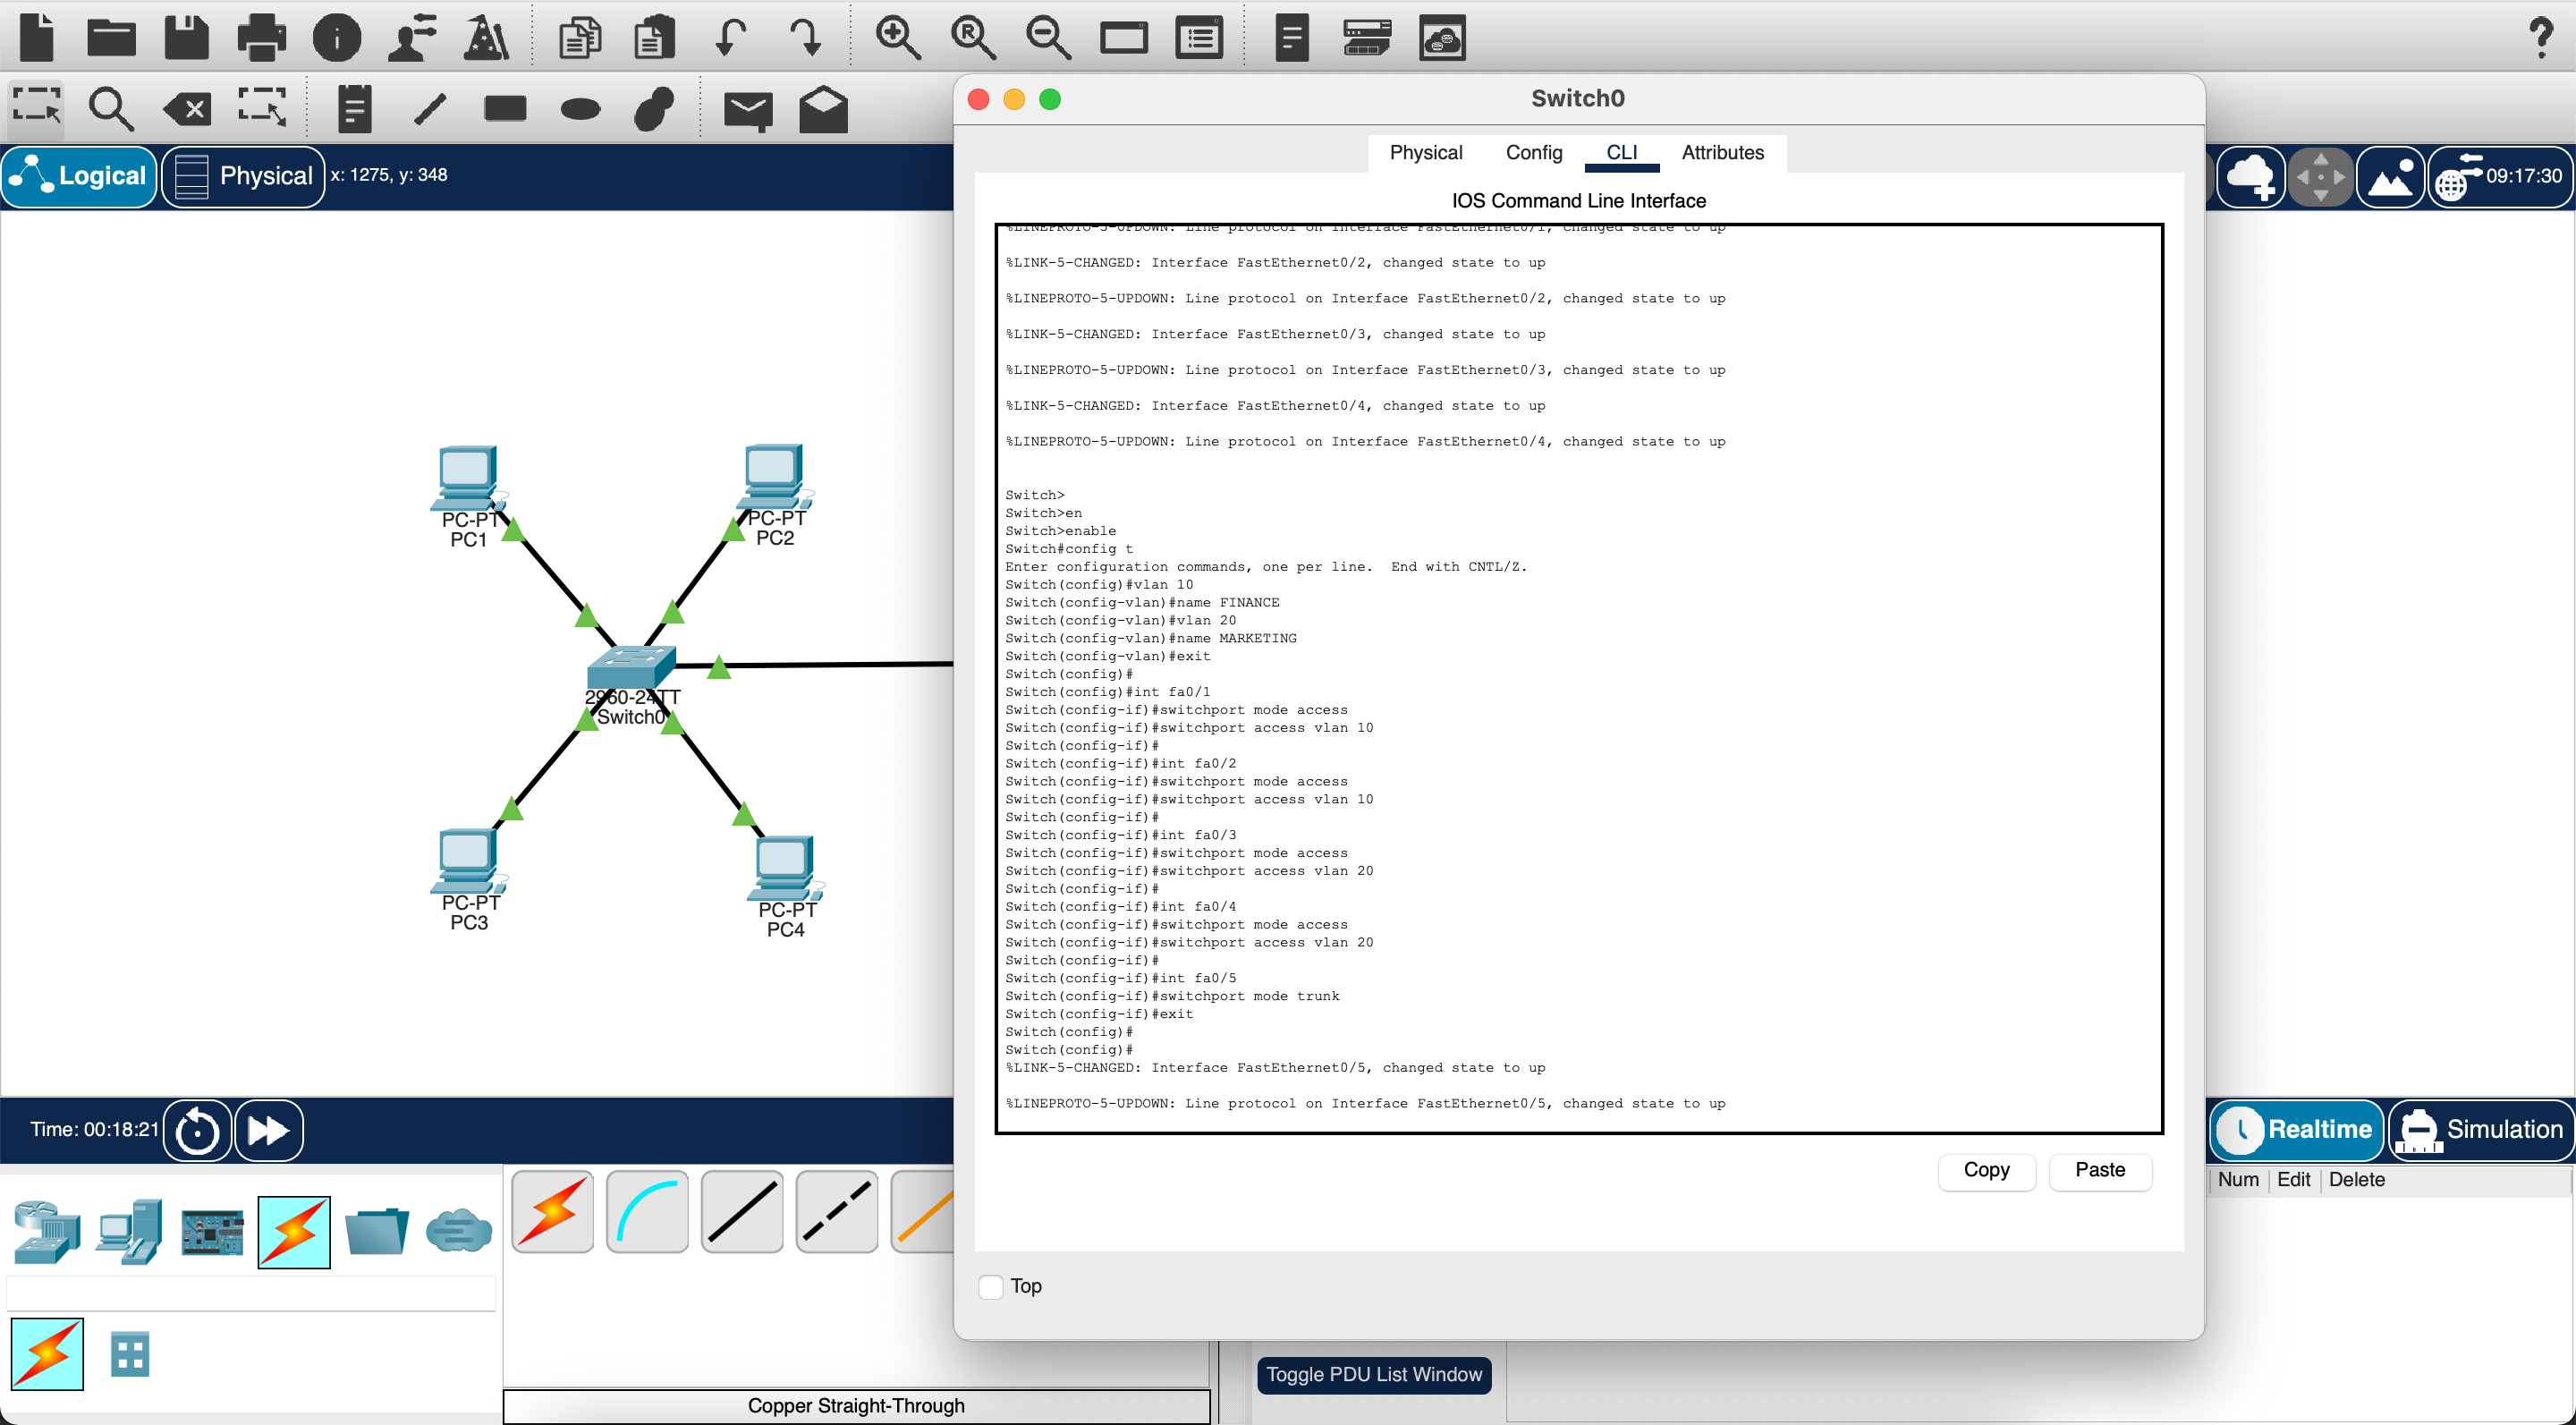 Switch0
Logical
Physical
x: 1275, y: 348
09:17:30
Physical
Config
CLI
Attributes
IOS Command Line Interface
%LINEPROTO-5-UPDOWN: Line protocol on Interface FastEthernet0/1, changed state to up
%LINK-5-CHANGED: Interface FastEthernet0/2, changed state to up
%LINEPROTO-5-UPDOWN: Line protocol on Interface FastEthernet0/2, changed state to up
%LINK-5-CHANGED: Interface FastEthernet0/3, changed state to up
%LINEPROTO-5-UPDOWN: Line protocol on Interface FastEthernet0/3, changed state to up
%LINK-5-CHANGED: Interface FastEthernet0/4, changed state to up
%LINEPROTO-5-UPDOWN: Line protocol on Interface FastEthernet0/4, changed state to up
Switch>
Switch>en
Switch>enable
Switch#config t
Enter configuration commands, one per line.  End with CNTL/Z.
Switch(config)#vlan 10
Switch(config-vlan)#name FINANCE
Switch(config-vlan)#vlan 20
Switch(config-vlan)#name MARKETING
Switch(config-vlan)#exit
Switch(config)#
Switch(config)#int fa0/1
Switch(config-if)#switchport mode access
Switch(config-if)#switchport access vlan 10
Switch(config-if)#
Switch(config-if)#int fa0/2
Switch(config-if)#switchport mode access
Switch(config-if)#switchport access vlan 10
Switch(config-if)#
Switch(config-if)#int fa0/3
Switch(config-if)#switchport mode access
Switch(config-if)#switchport access vlan 20
Switch(config-if)#
Switch(config-if)#int fa0/4
Switch(config-if)#switchport mode access
Switch(config-if)#switchport access vlan 20
Switch(config-if)#
Switch(config-if)#int fa0/5
Switch(config-if)#switchport mode trunk
Switch(config-if)#exit
Switch(config)#
Switch(config)#
%LINK-5-CHANGED: Interface FastEthernet0/5, changed state to up
%LINEPROTO-5-UPDOWN: Line protocol on Interface FastEthernet0/5, changed state to up
Copy
Paste
Top
PC-PT
PC1
PC-PT
PC2
2960-24TT
Switch0
PC-PT
PC3
PC-PT
PC4
Time: 00:18:21
Realtime
Simulation
Num
Edit
Delete
Toggle PDU List Window
Copper Straight-Through